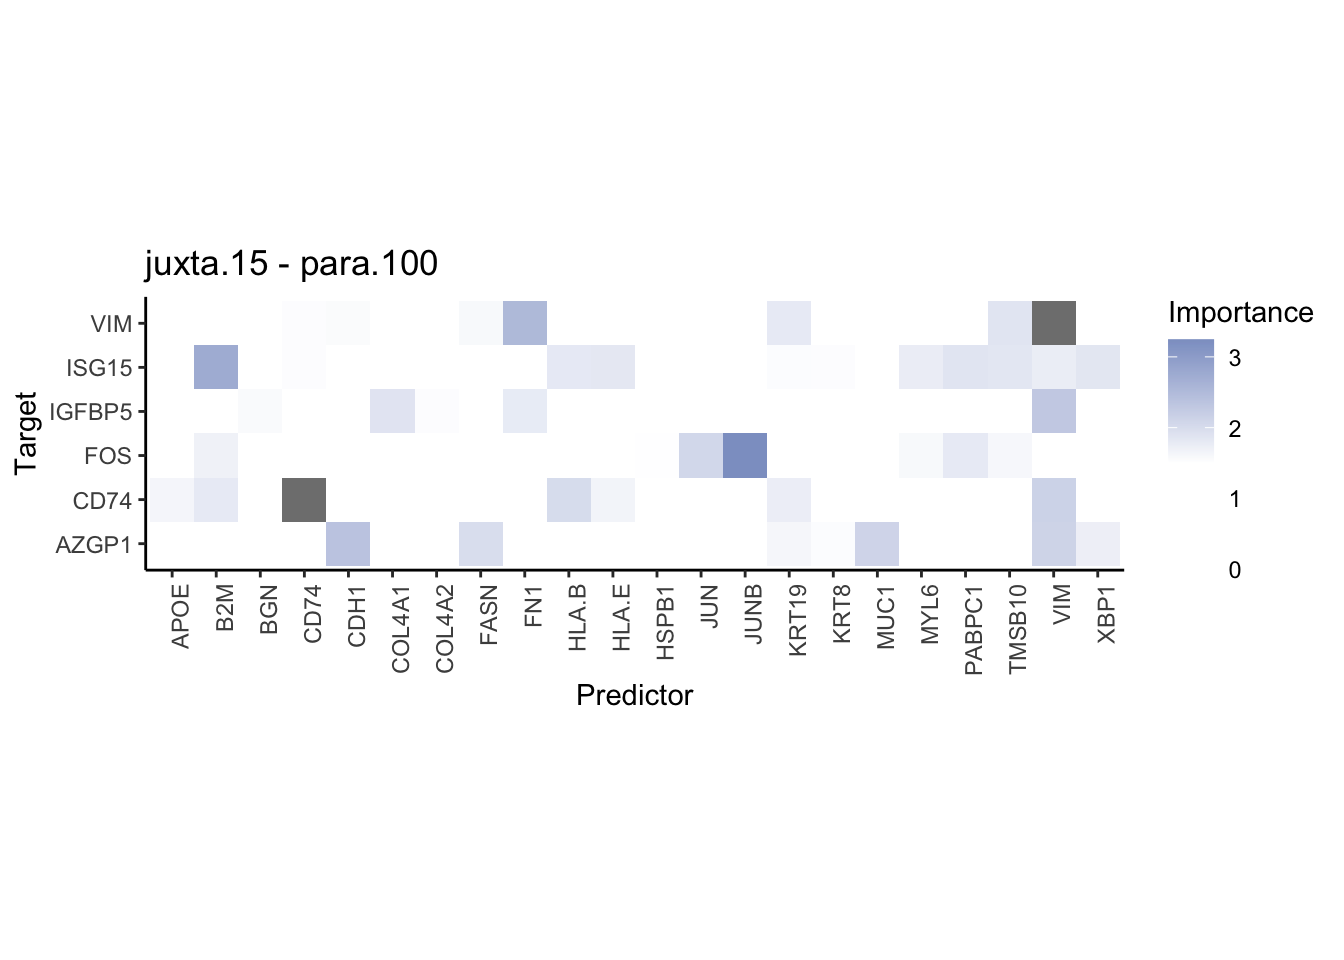 juxta.15 - para.100
Target
VIM
ISG15
IGFBP5
FOS
CD74
AZGP1
APOE
B2M
BGN
CD74
CDH1
COL4A1
COL4A2
FASN
FN1
HLA.B
HLA.E
HSPB1
JUN
JUNB
KRT19
KRT8
MUC1
MYL6
PABPC1
TMSB10
VIM
XBP1
Predictor
Importance
3
2
1
0